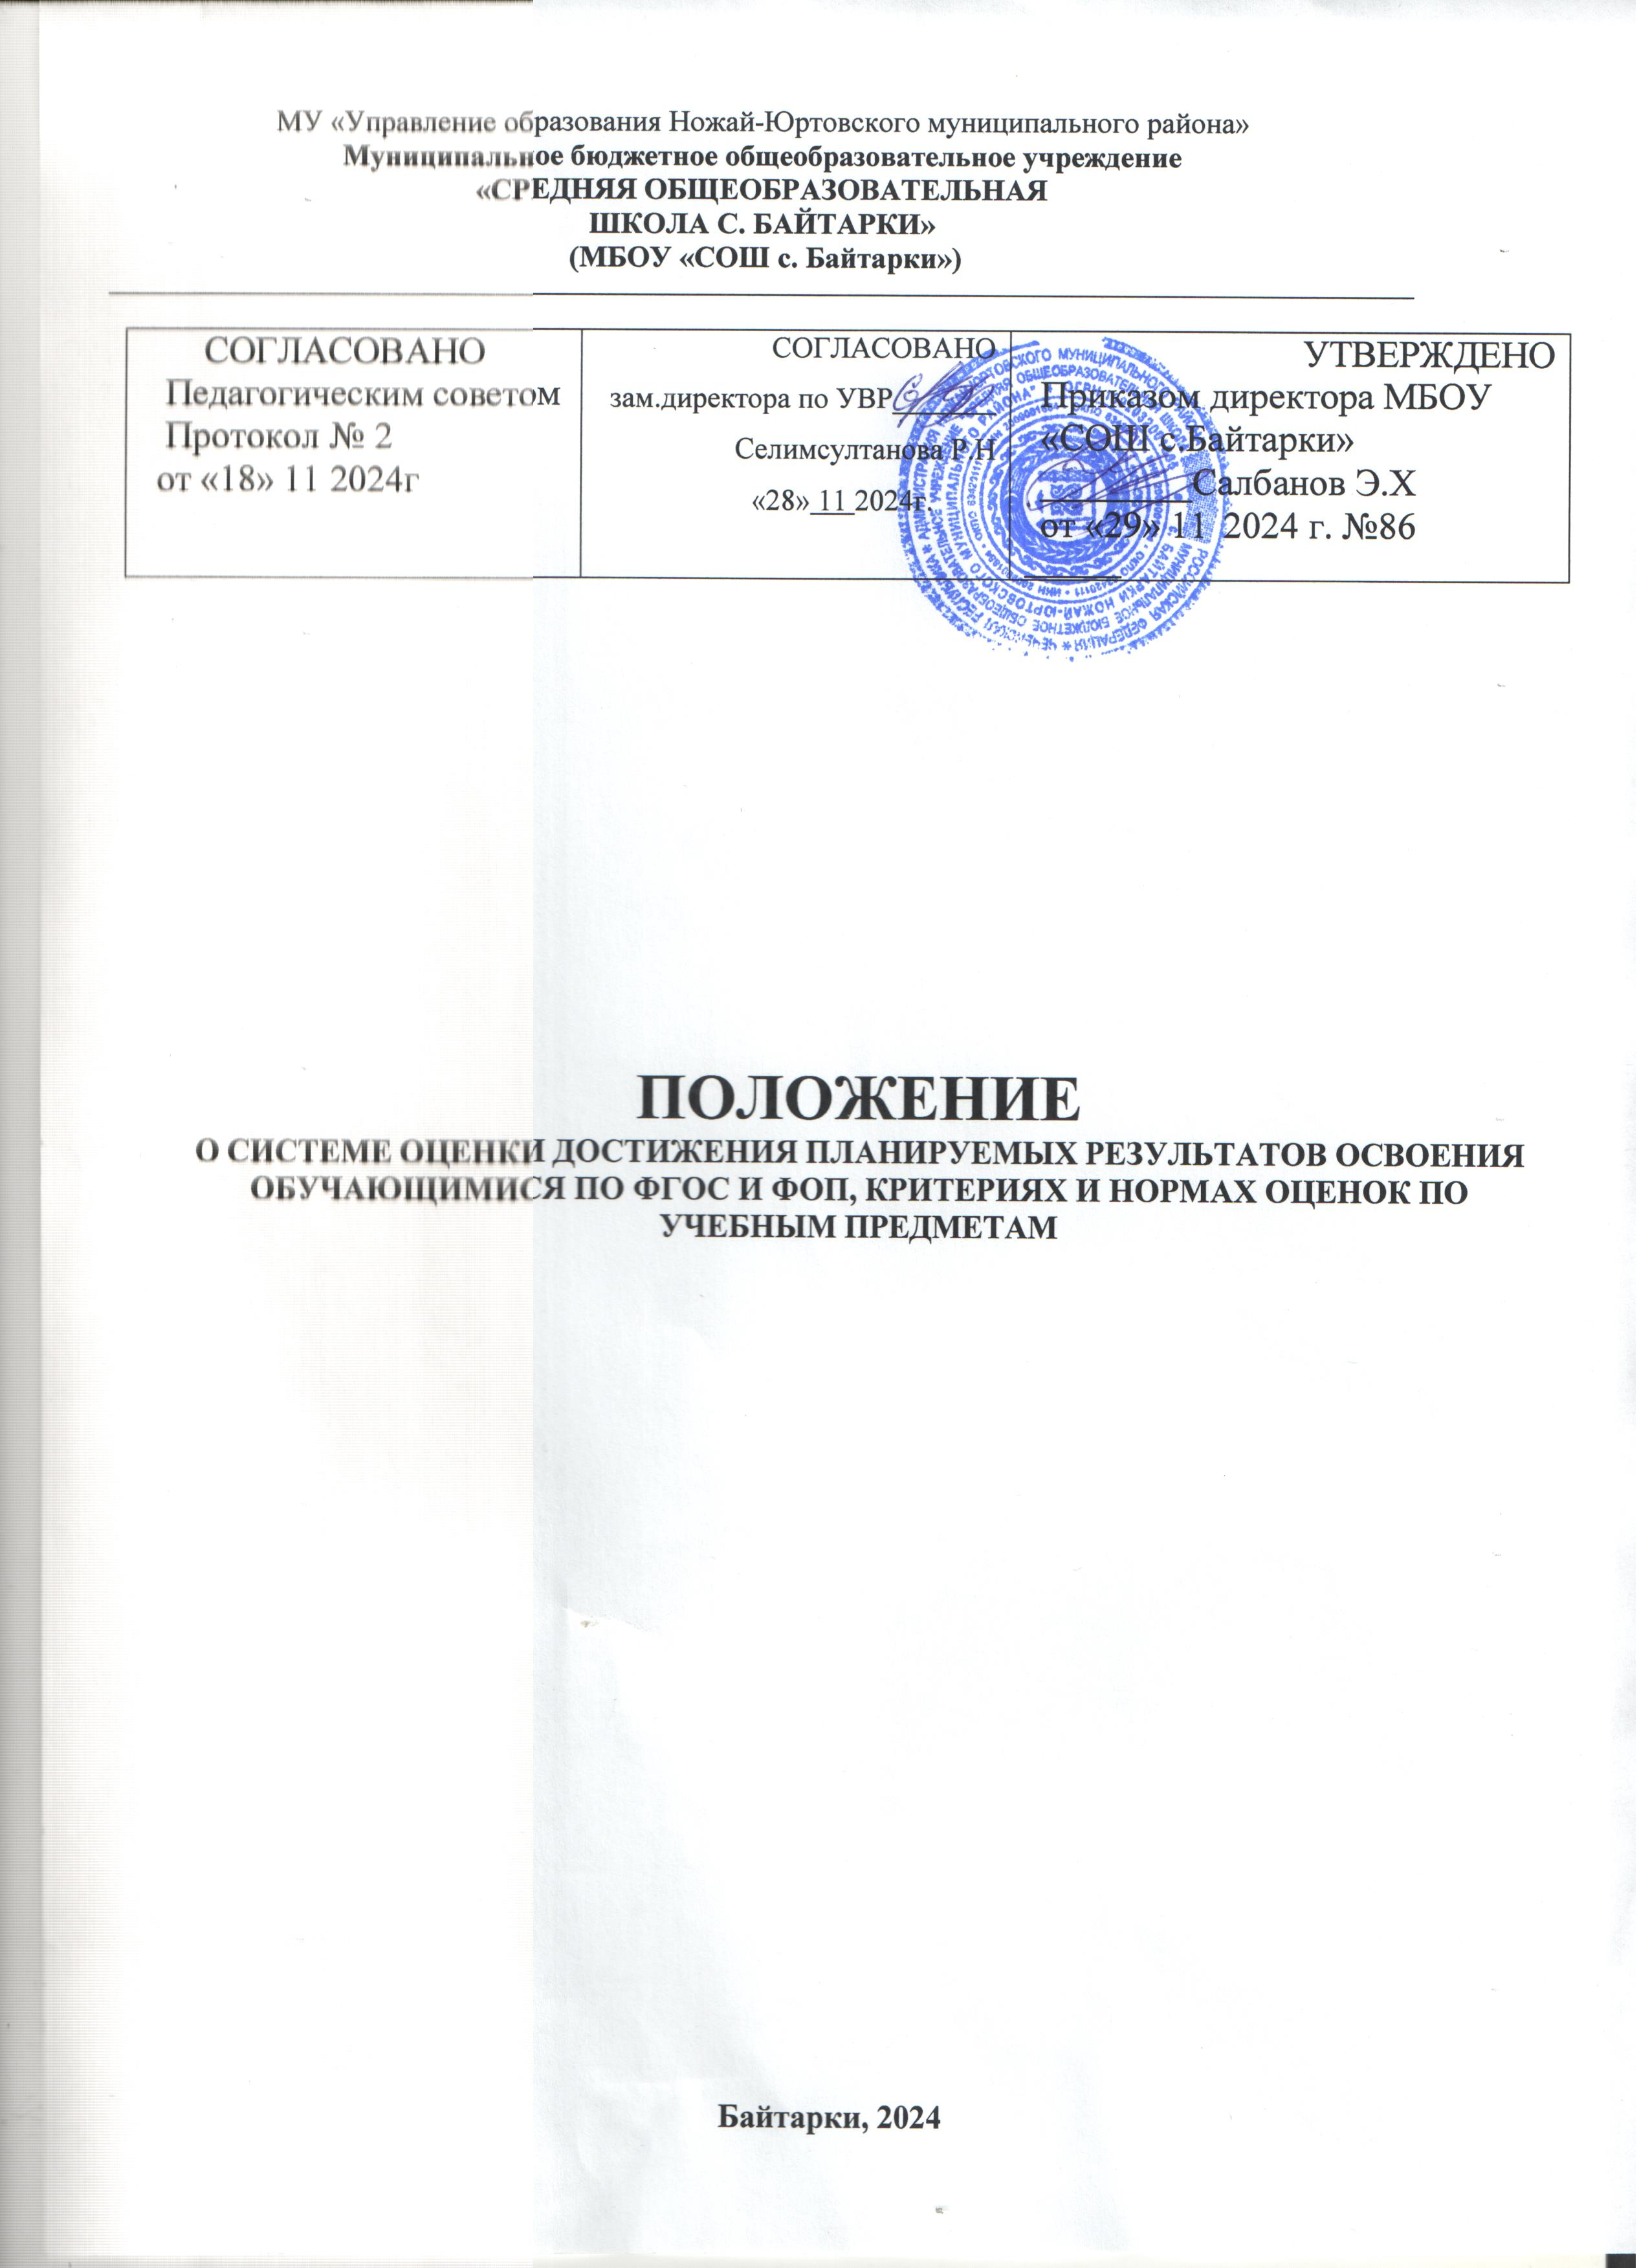 МУ «Управление образования Ножай-Юртовского муниципального района»
Муниципальное бюджетное общеобразовательное учреждение
«СРЕДНЯЯ ОБЩЕОБРАЗОВАТЕЛЬНАЯ
ШКОЛА С. БАЙТАРКИ»
(МБОУ «СОШ с. Байтарки»)
СОГЛАСОВАНО
Педагогическим советом
Протокол № 2
от «18» 11 2024г
СОГЛАСОВАНО
зам.директора по УВР
Селимсултанова Р.Н
«28» 11 2024г.
УТВЕРЖДЕНО
Приказом директора МБОУ
«СОШ с.Байтарки»
Салбанов Э.Х
от «29» 11 2024 г. №86
ПОЛОЖЕНИЕ
О СИСТЕМЕ ОЦЕНКИ ДОСТИЖЕНИЯ ПЛАНИРУЕМЫХ РЕЗУЛЬТАТОВ ОСВОЕНИЯ
ОБУЧАЮЩИМИСЯ ПО ФГОС И ФОП, КРИТЕРИЯХ И НОРМАХ ОЦЕНОК ПО
УЧЕБНЫМ ПРЕДМЕТАМ
Байтарки, 2024